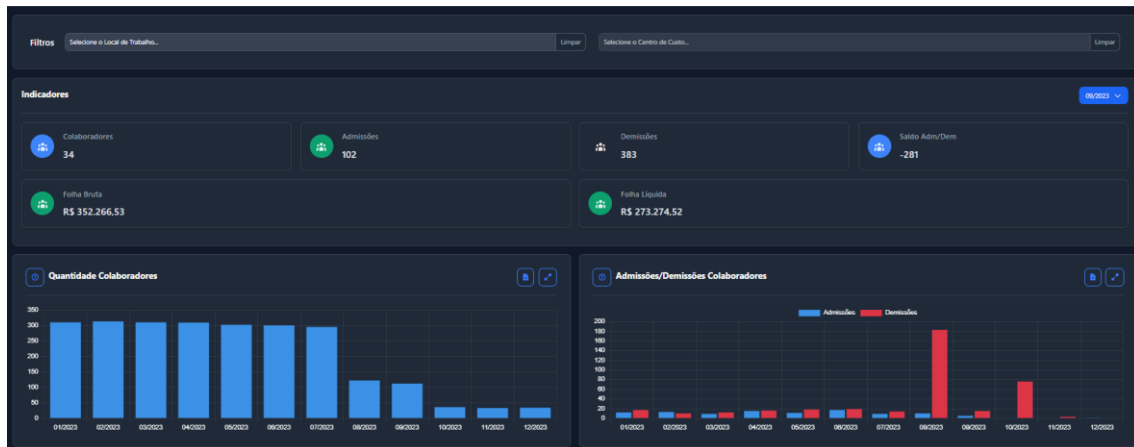 Filtros Selecione o Local de Trabalho... Limpar Selecione o Centro de Custo... Limpar
Indicadores 09/2023
Colaboradores
34
Admissões
102
Demissões
383
Saldo Adm/Dem
-281
Folha Bruta
R$ 352.266,53
Folha Líquida
R$ 273.274,52
Quantidade Colaboradores
350
300
250
200
150
100
50
0
01/2023 02/2023 03/2023 04/2023 05/2023 06/2023 07/2023 08/2023 09/2023 10/2023 11/2023 12/2023
Admissões/Demissões Colaboradores
Admissões Demissões
200
180
160
140
120
100
80
60
40
20
0
01/2023 02/2023 03/2023 04/2023 05/2023 06/2023 07/2023 08/2023 09/2023 10/2023 11/2023 12/2023